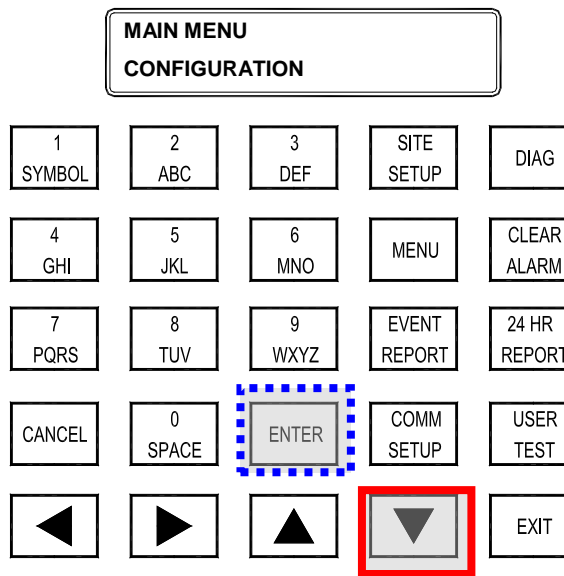 MAIN MENU
CONFIGURATION
1
SYMBOL
2
ABC
3
DEF
SITE
SETUP
DIAG
4
GHI
5
JKL
6
MNO
MENU
CLEAR
ALARM
7
PQRS
8
TUV
9
WXYZ
EVENT
REPORT
24 HR
REPORT
CANCEL
0
SPACE
ENTER
COMM
SETUP
USER
TEST
EXIT